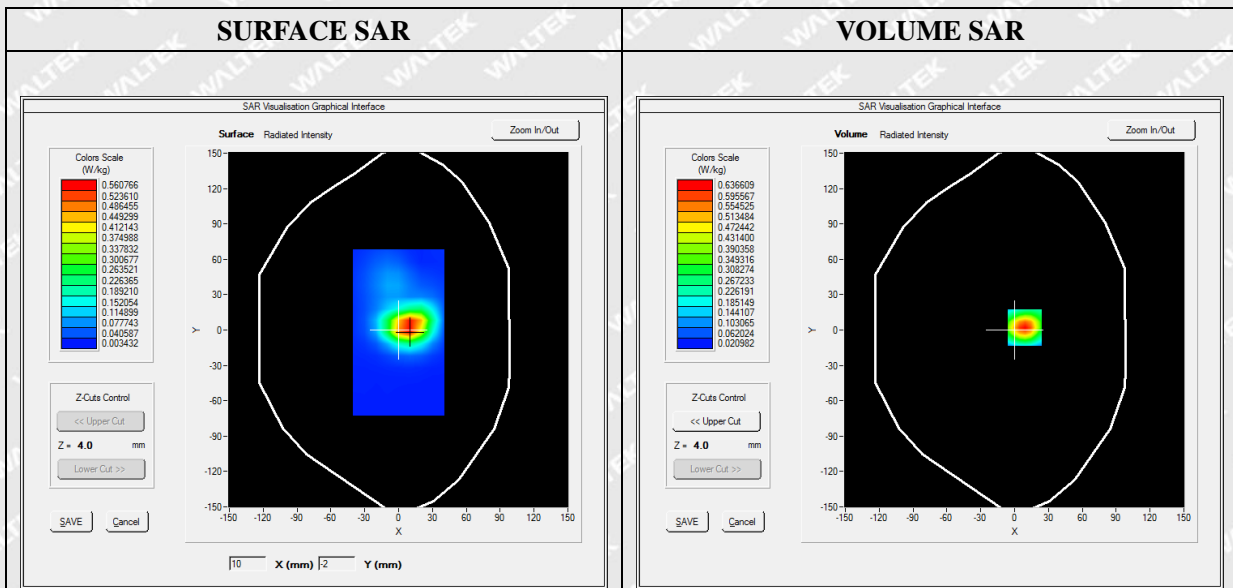 SURFACE SAR
VOLUME SAR
SAR Visualisation Graphical Interface
Surface Radiated Intensity
Zoom In/Out
Colors Scale
(W/kg)
0.560766
0.523610
0.486455
0.449299
0.412143
0.374988
0.337832
0.300677
0.263521
0.226365
0.189210
0.152054
0.114899
0.077743
0.040587
0.003432
Z-Cuts Control
<< Upper Cut
Z = 4.0 mm
Lower Cut >>
SAVE Cancel
150
120
90
60
30
0
-30
-60
-90
-120
-150
Y
-150 -120 -90 -60 -30 0 30 60 90 120 150
X
10 X (mm) -2 Y (mm)
SAR Visualisation Graphical Interface
Volume Radiated Intensity
Zoom In/Out
Colors Scale
(W/kg)
0.636609
0.595567
0.554525
0.513484
0.472442
0.431400
0.390358
0.349316
0.308274
0.267233
0.226191
0.185149
0.144107
0.103065
0.062024
0.020982
Z-Cuts Control
<< Upper Cut
Z = 4.0 mm
Lower Cut >>
SAVE Cancel
150
120
90
60
30
0
-30
-60
-90
-120
-150
Y
-150 -120 -90 -60 -30 0 30 60 90 120 150
X
WALTEK